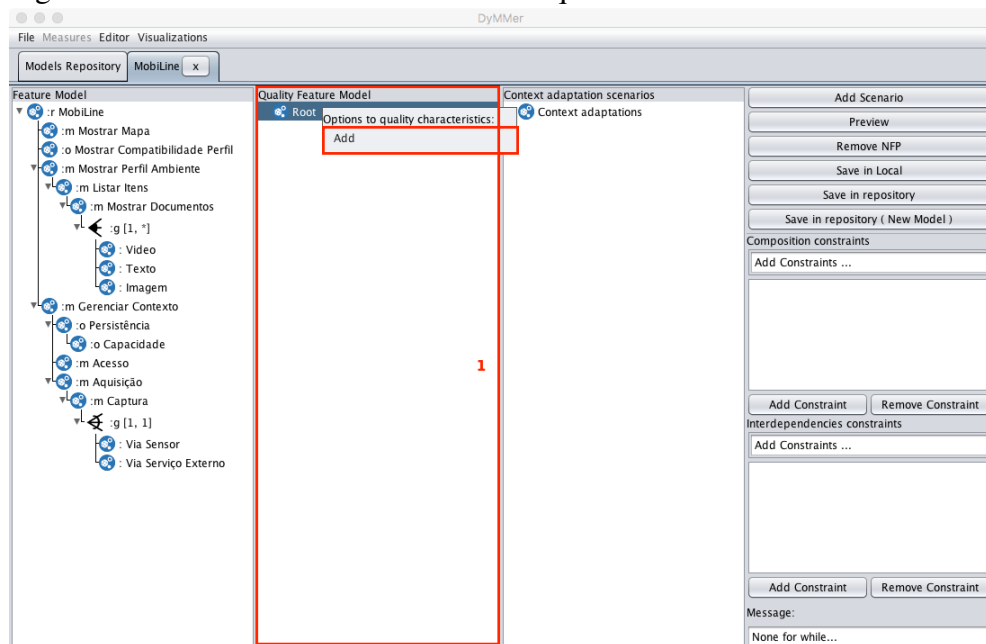 DyMMer
File Measures Editor Visualizations
Models Repository
MobiLine x
Feature Model
:r MobiLine
:m Mostrar Mapa
:o Mostrar Compatibilidade Perfil
:m Mostrar Perfil Ambiente
:m Listar Itens
:m Mostrar Documentos
:g [1, *]
: Video
: Texto
: Imagem
:m Gerenciar Contexto
:o Persistência
:o Capacidade
:m Acesso
:m Aquisição
:m Captura
:g [1, 1]
: Via Sensor
: Via Serviço Externo
Quality Feature Model
Root
Options to quality characteristics:
Add
1
Context adaptation scenarios
Context adaptations
Add Scenario
Preview
Remove NFP
Save in Local
Save in repository
Save in repository ( New Model )
Composition constraints
Add Constraints ...
Add Constraint Remove Constraint
Interdependencies constraints
Add Constraints ...
Add Constraint Remove Constraint
Message:
None for while...